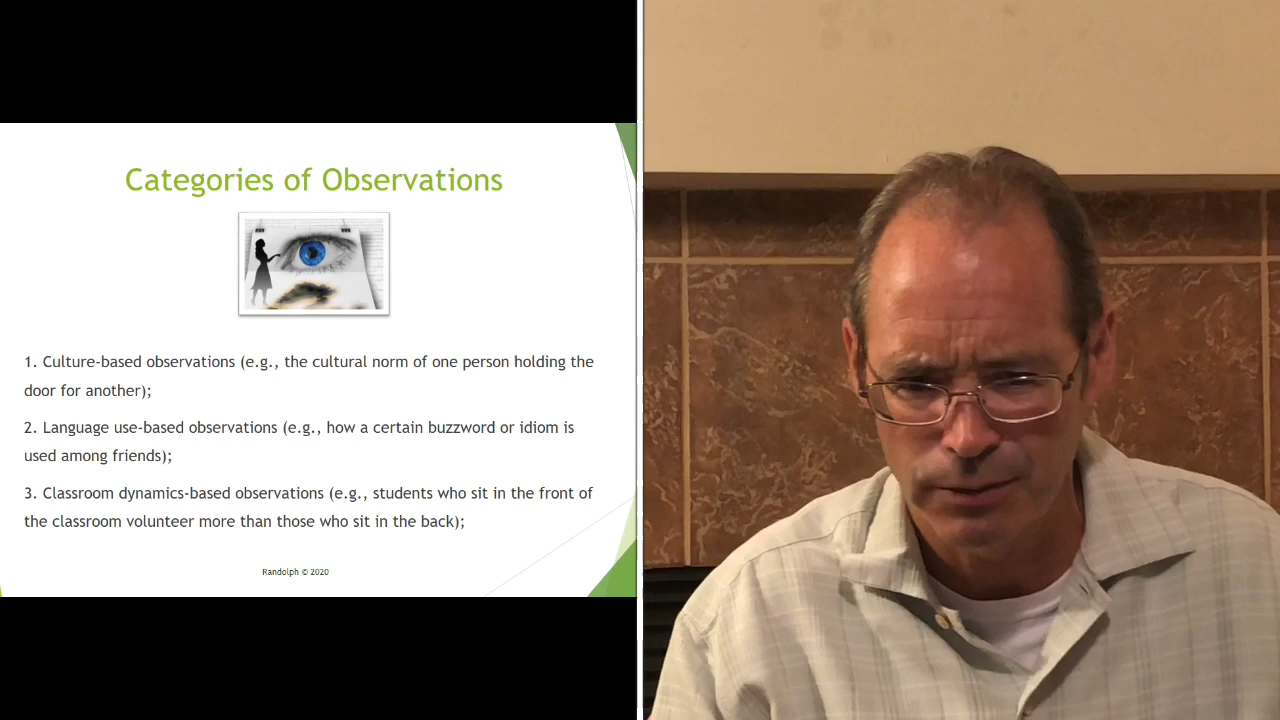 Categories of Observations
1. Culture-based observations (e.g., the cultural norm of one person holding the
door for another);
2. Language use-based observations (e.g., how a certain buzzword or idiom is
used among friends);
3. Classroom dynamics-based observations (e.g., students who sit in the front of
the classroom volunteer more than those who sit in the back);
Randolph © 2020